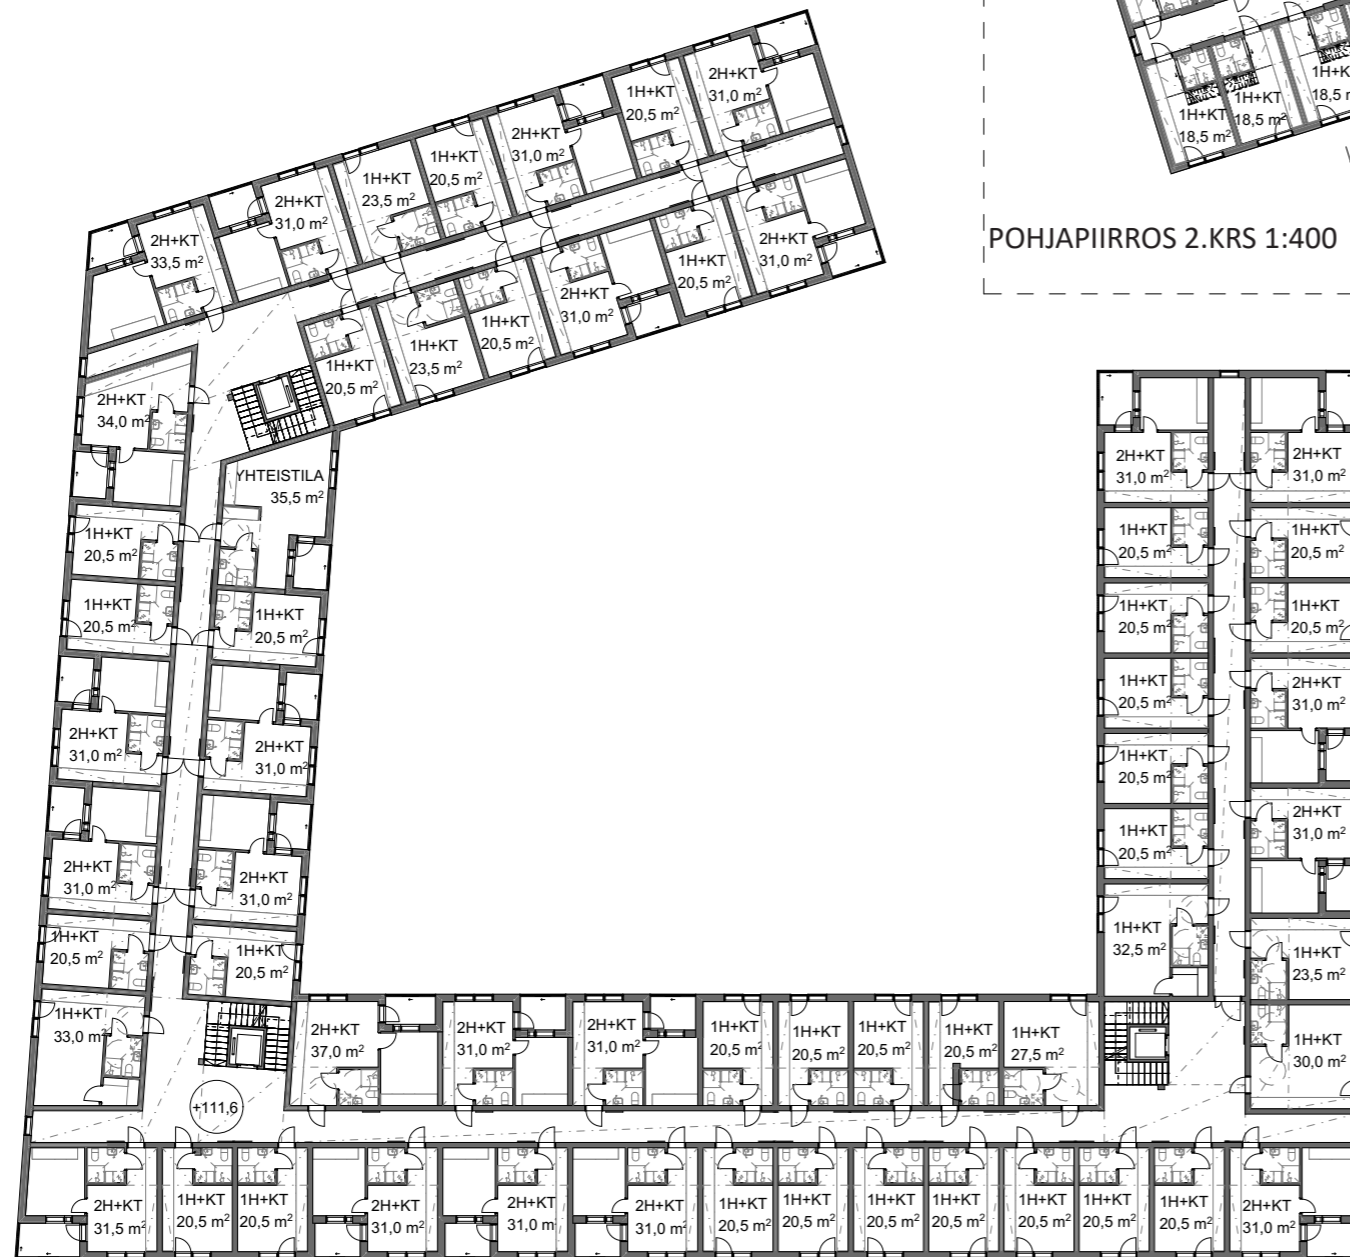 1H+KT
18,5 m²
1H+KT
18,5 m²
1H+K
18,5 m
POHJAPIIRROS 2.KRS 1:400
2H+KT
33,5 m²
2H+KT
31,0 m²
1H+KT
23,5 m²
1H+KT
20,5 m²
2H+KT
31,0 m²
1H+KT
20,5 m²
2H+KT
31,0 m²
1H+KT
20,5 m²
1H+KT
23,5 m²
1H+KT
20,5 m²
2H+KT
31,0 m²
1H+KT
20,5 m²
2H+KT
31,0 m²
2H+KT
34,0 m²
YHTEISTILA
35,5 m²
1H+KT
20,5 m²
1H+KT
20,5 m²
1H+KT
20,5 m²
2H+KT
31,0 m²
2H+KT
31,0 m²
2H+KT
31,0 m²
2H+KT
31,0 m²
1H+KT
20,5 m²
1H+KT
20,5 m²
1H+KT
33,0 m²
+111,6
2H+KT
37,0 m²
2H+KT
31,0 m²
2H+KT
31,0 m²
1H+KT
20,5 m²
1H+KT
20,5 m²
1H+KT
20,5 m²
1H+KT
20,5 m²
1H+KT
27,5 m²
2H+KT
31,5 m²
1H+KT
20,5 m²
1H+KT
20,5 m²
2H+KT
31,0 m²
2H+KT
31,0 m²
2H+KT
31,0 m²
1H+KT
20,5 m²
1H+KT
20,5 m²
1H+KT
20,5 m²
1H+KT
20,5 m²
1H+KT
20,5 m²
1H+KT
20,5 m²
1H+KT
20,5 m²
2H+KT
31,0 m²
2H+KT
31,0 m²
1H+KT
20,5 m²
1H+KT
20,5 m²
1H+KT
20,5 m²
1H+KT
20,5 m²
1H+KT
20,5 m²
1H+KT
32,5 m²
2H+KT
31,0 m²
1H+KT
20,5 m²
1H+KT
20,5 m²
2H+KT
31,0 m²
2H+KT
31,0 m²
1H+KT
23,5 m²
1H+KT
30,0 m²